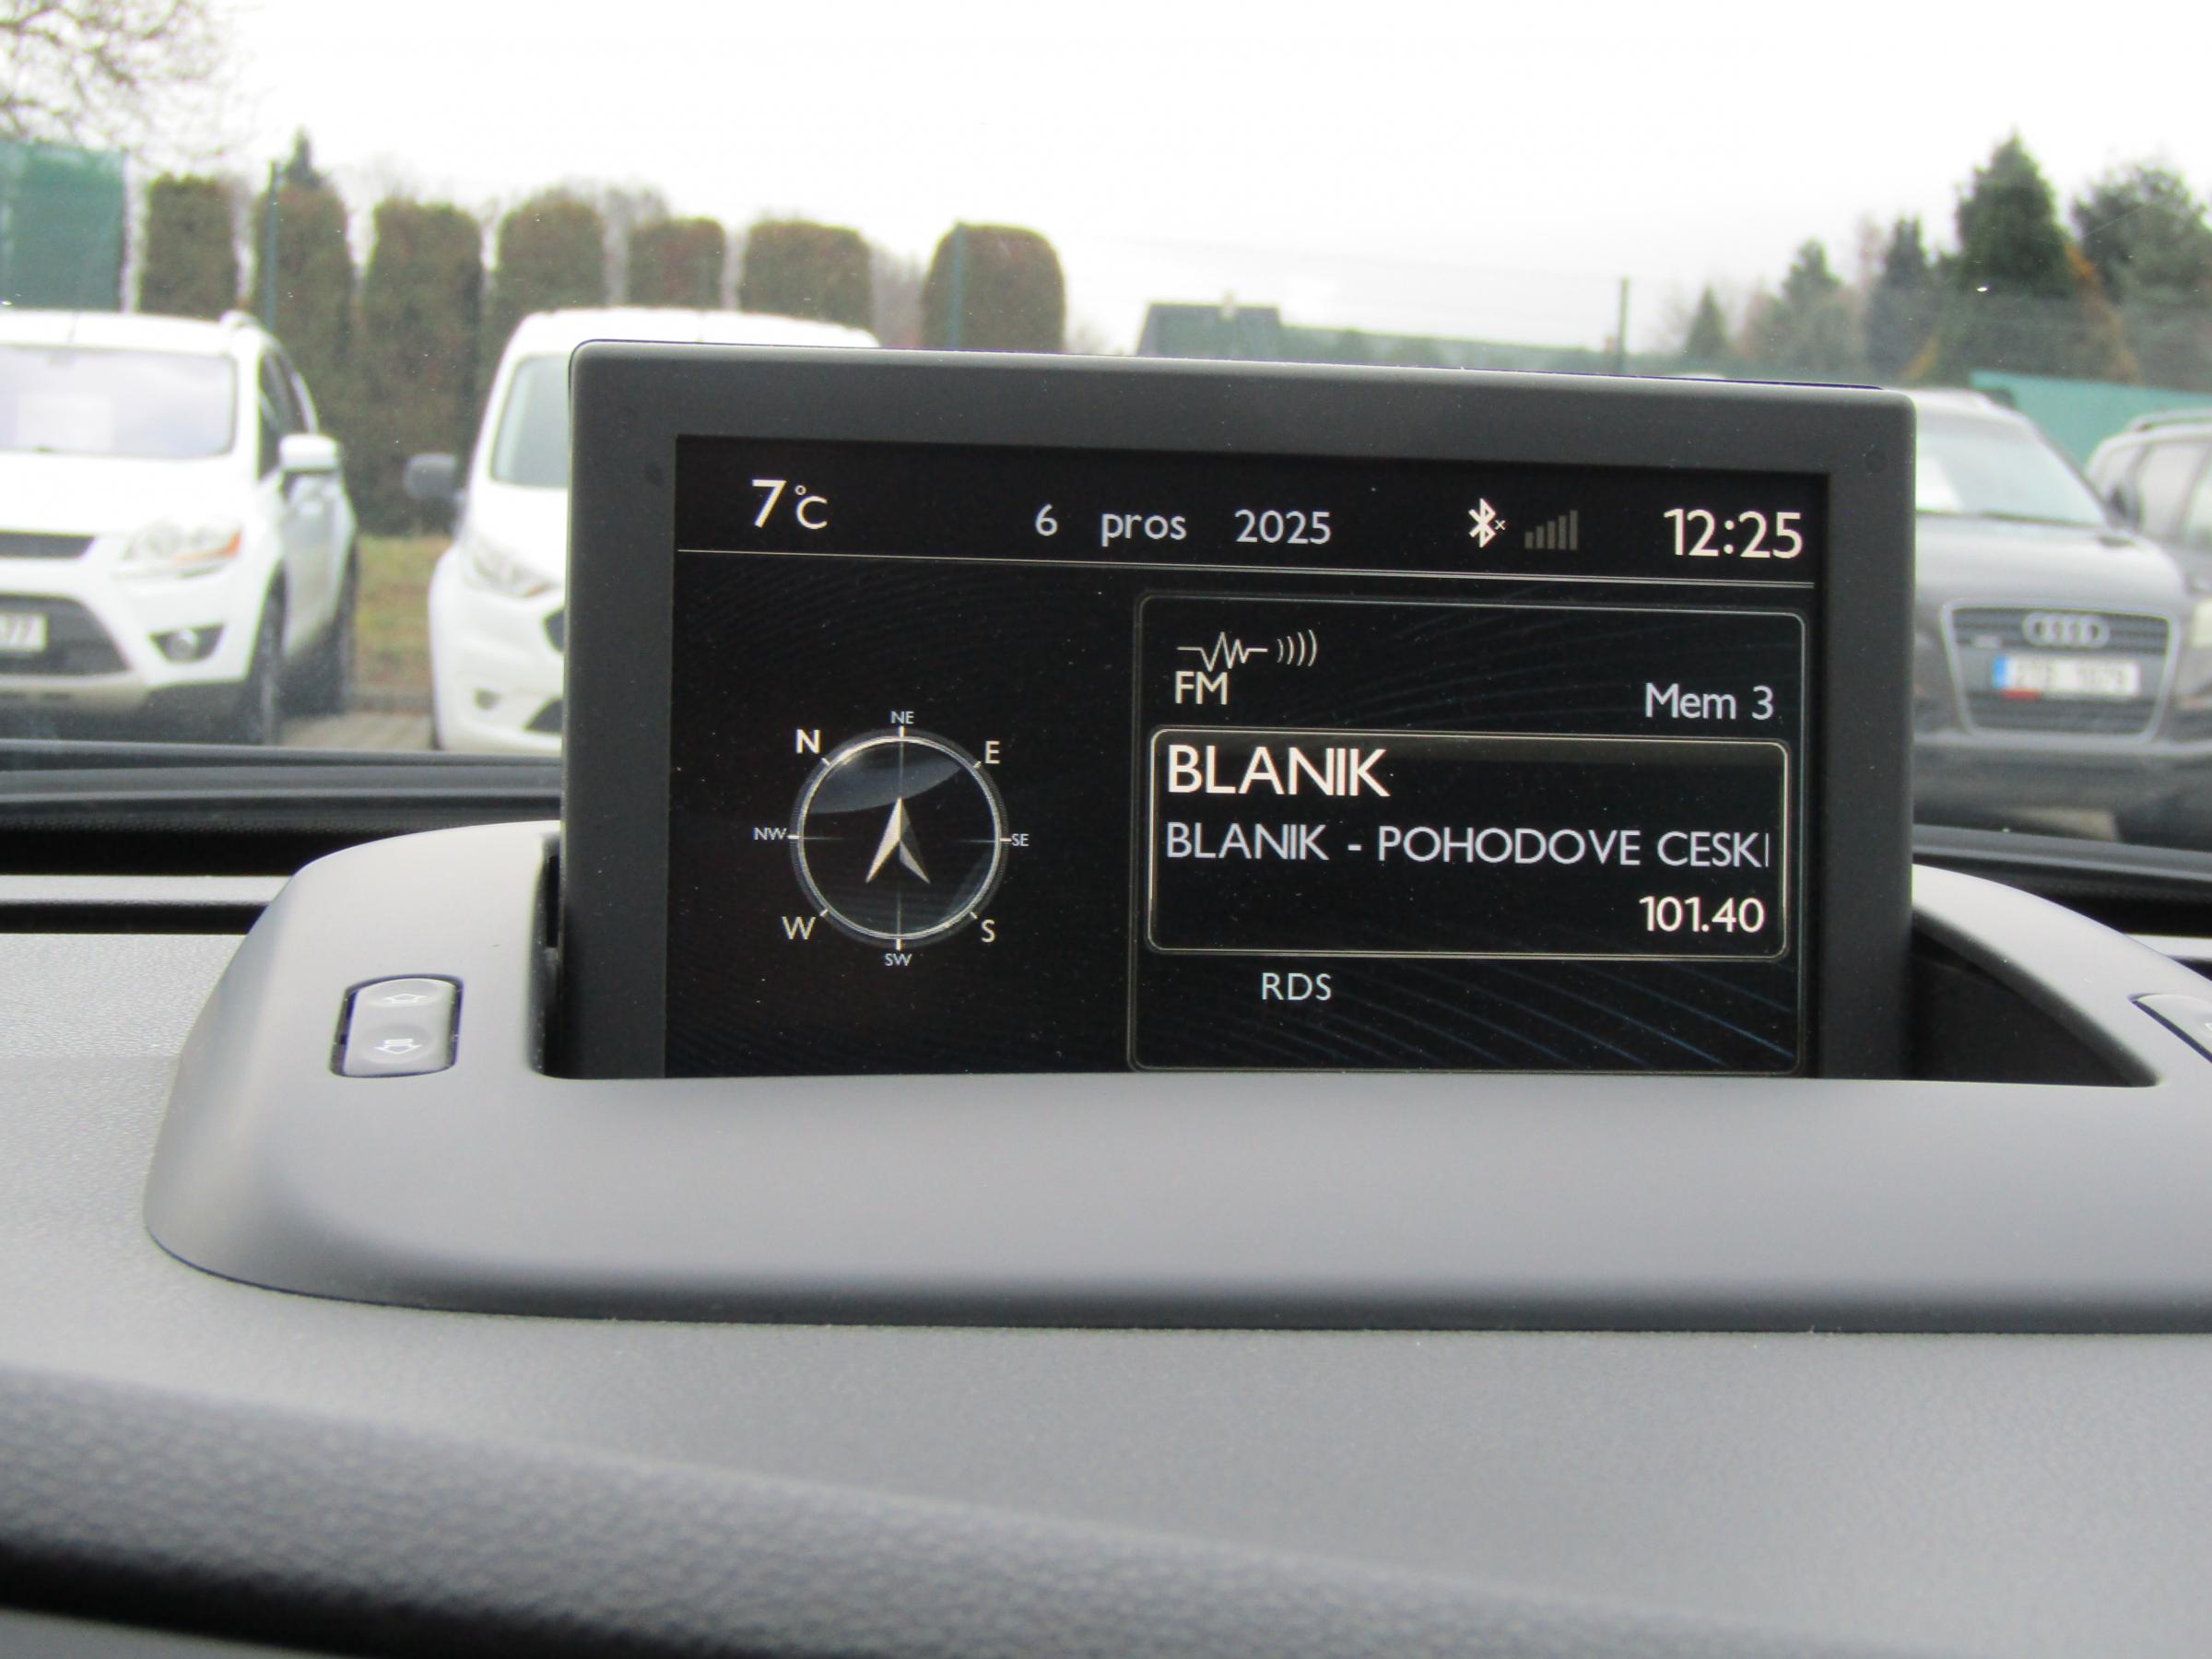 7°C 6 pros 2025 12:25
FM
Mem 3
BLANIK
BLANIK - POHODOVE CESK
101.40
RDS
NE
N E
NW SE
W S
SW